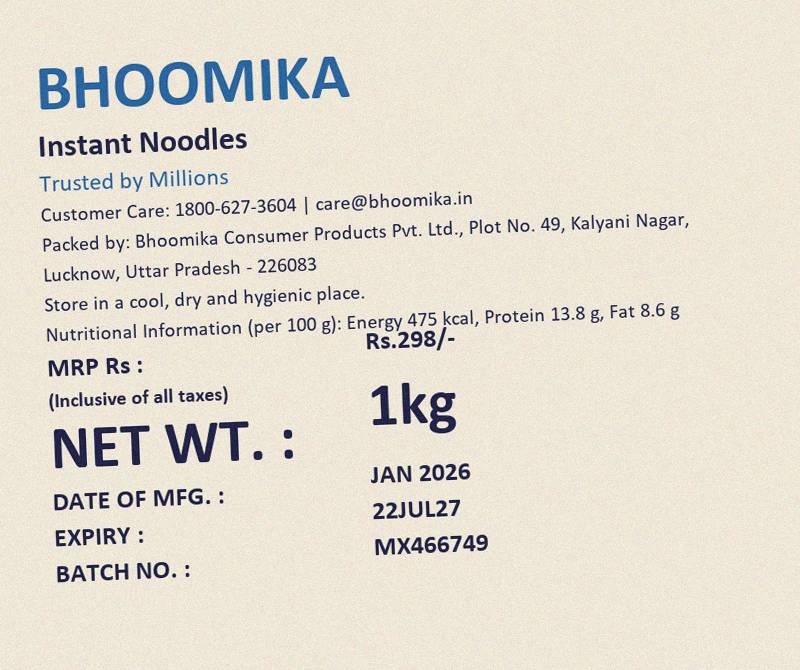 BHOOMIKA
Instant Noodles
Trusted by Millions
Customer Care: 1800-627-3604 | care@bhoomika.in
Packed by: Bhoomika Consumer Products Pvt. Ltd., Plot No. 49, Kalyani Nagar,
Lucknow, Uttar Pradesh - 226083
Store in a cool, dry and hygienic place.
Nutritional Information (per 100 g): Energy 475 kcal, Protein 13.8 g, Fat 8.6 g
MRP Rs : Rs.298/-
(Inclusive of all taxes)
NET WT. : 1kg
DATE OF MFG. : JAN 2026
EXPIRY : 22JUL27
BATCH NO. : MX466749